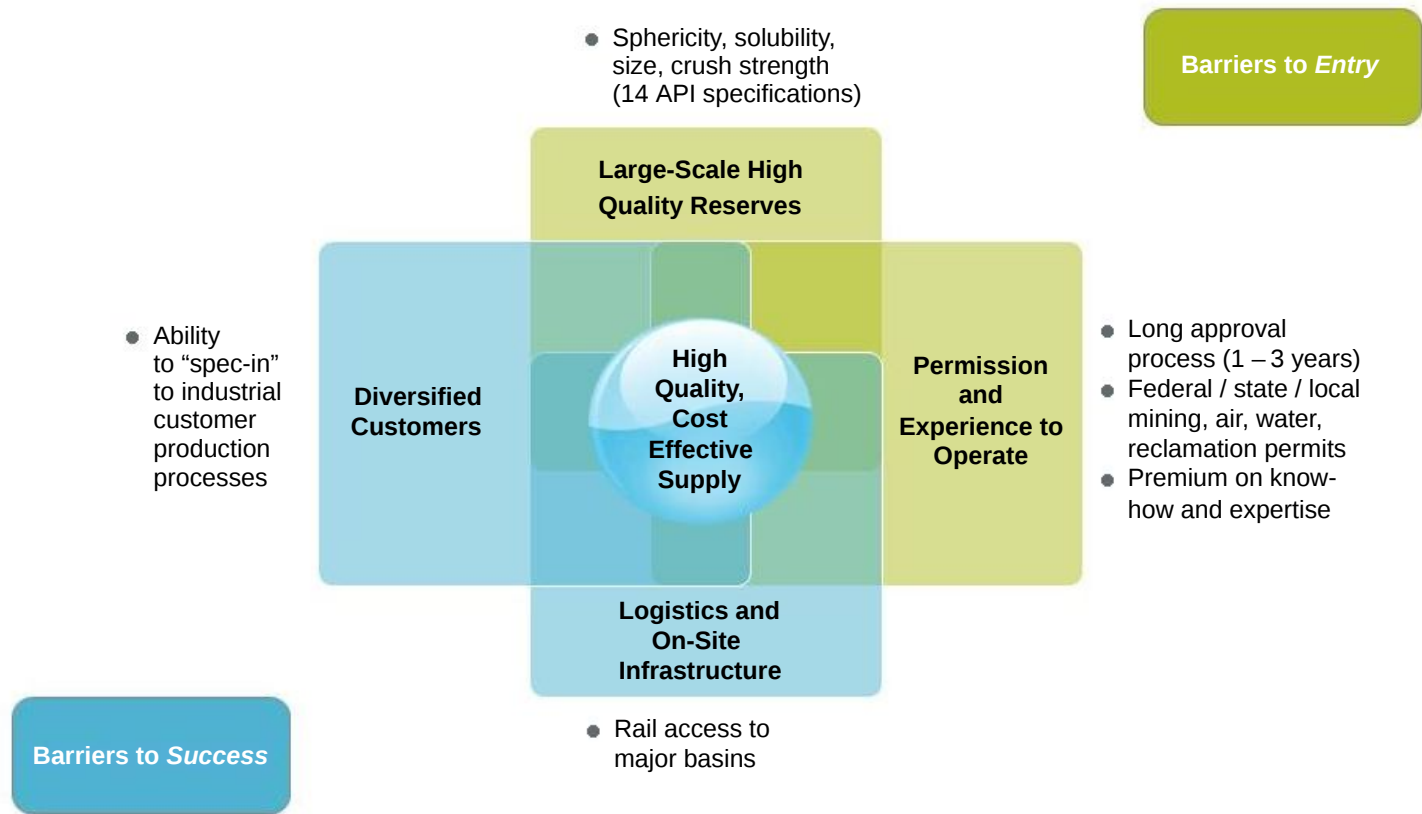 Sphericity, solubility,
size, crush strength
(14 API specifications)
Barriers to Entry
Large-Scale High
Quality Reserves
Ability
to “spec-in”
to industrial
customer
production
processes
Diversified
Customers
High
Quality,
Cost
Effective
Supply
Permission
and
Experience to
Operate
Long approval
process (1 – 3 years)
Federal / state / local
mining, air, water,
reclamation permits
Premium on know-
how and expertise
Logistics and
On-Site
Infrastructure
Barriers to Success
Rail access to
major basins